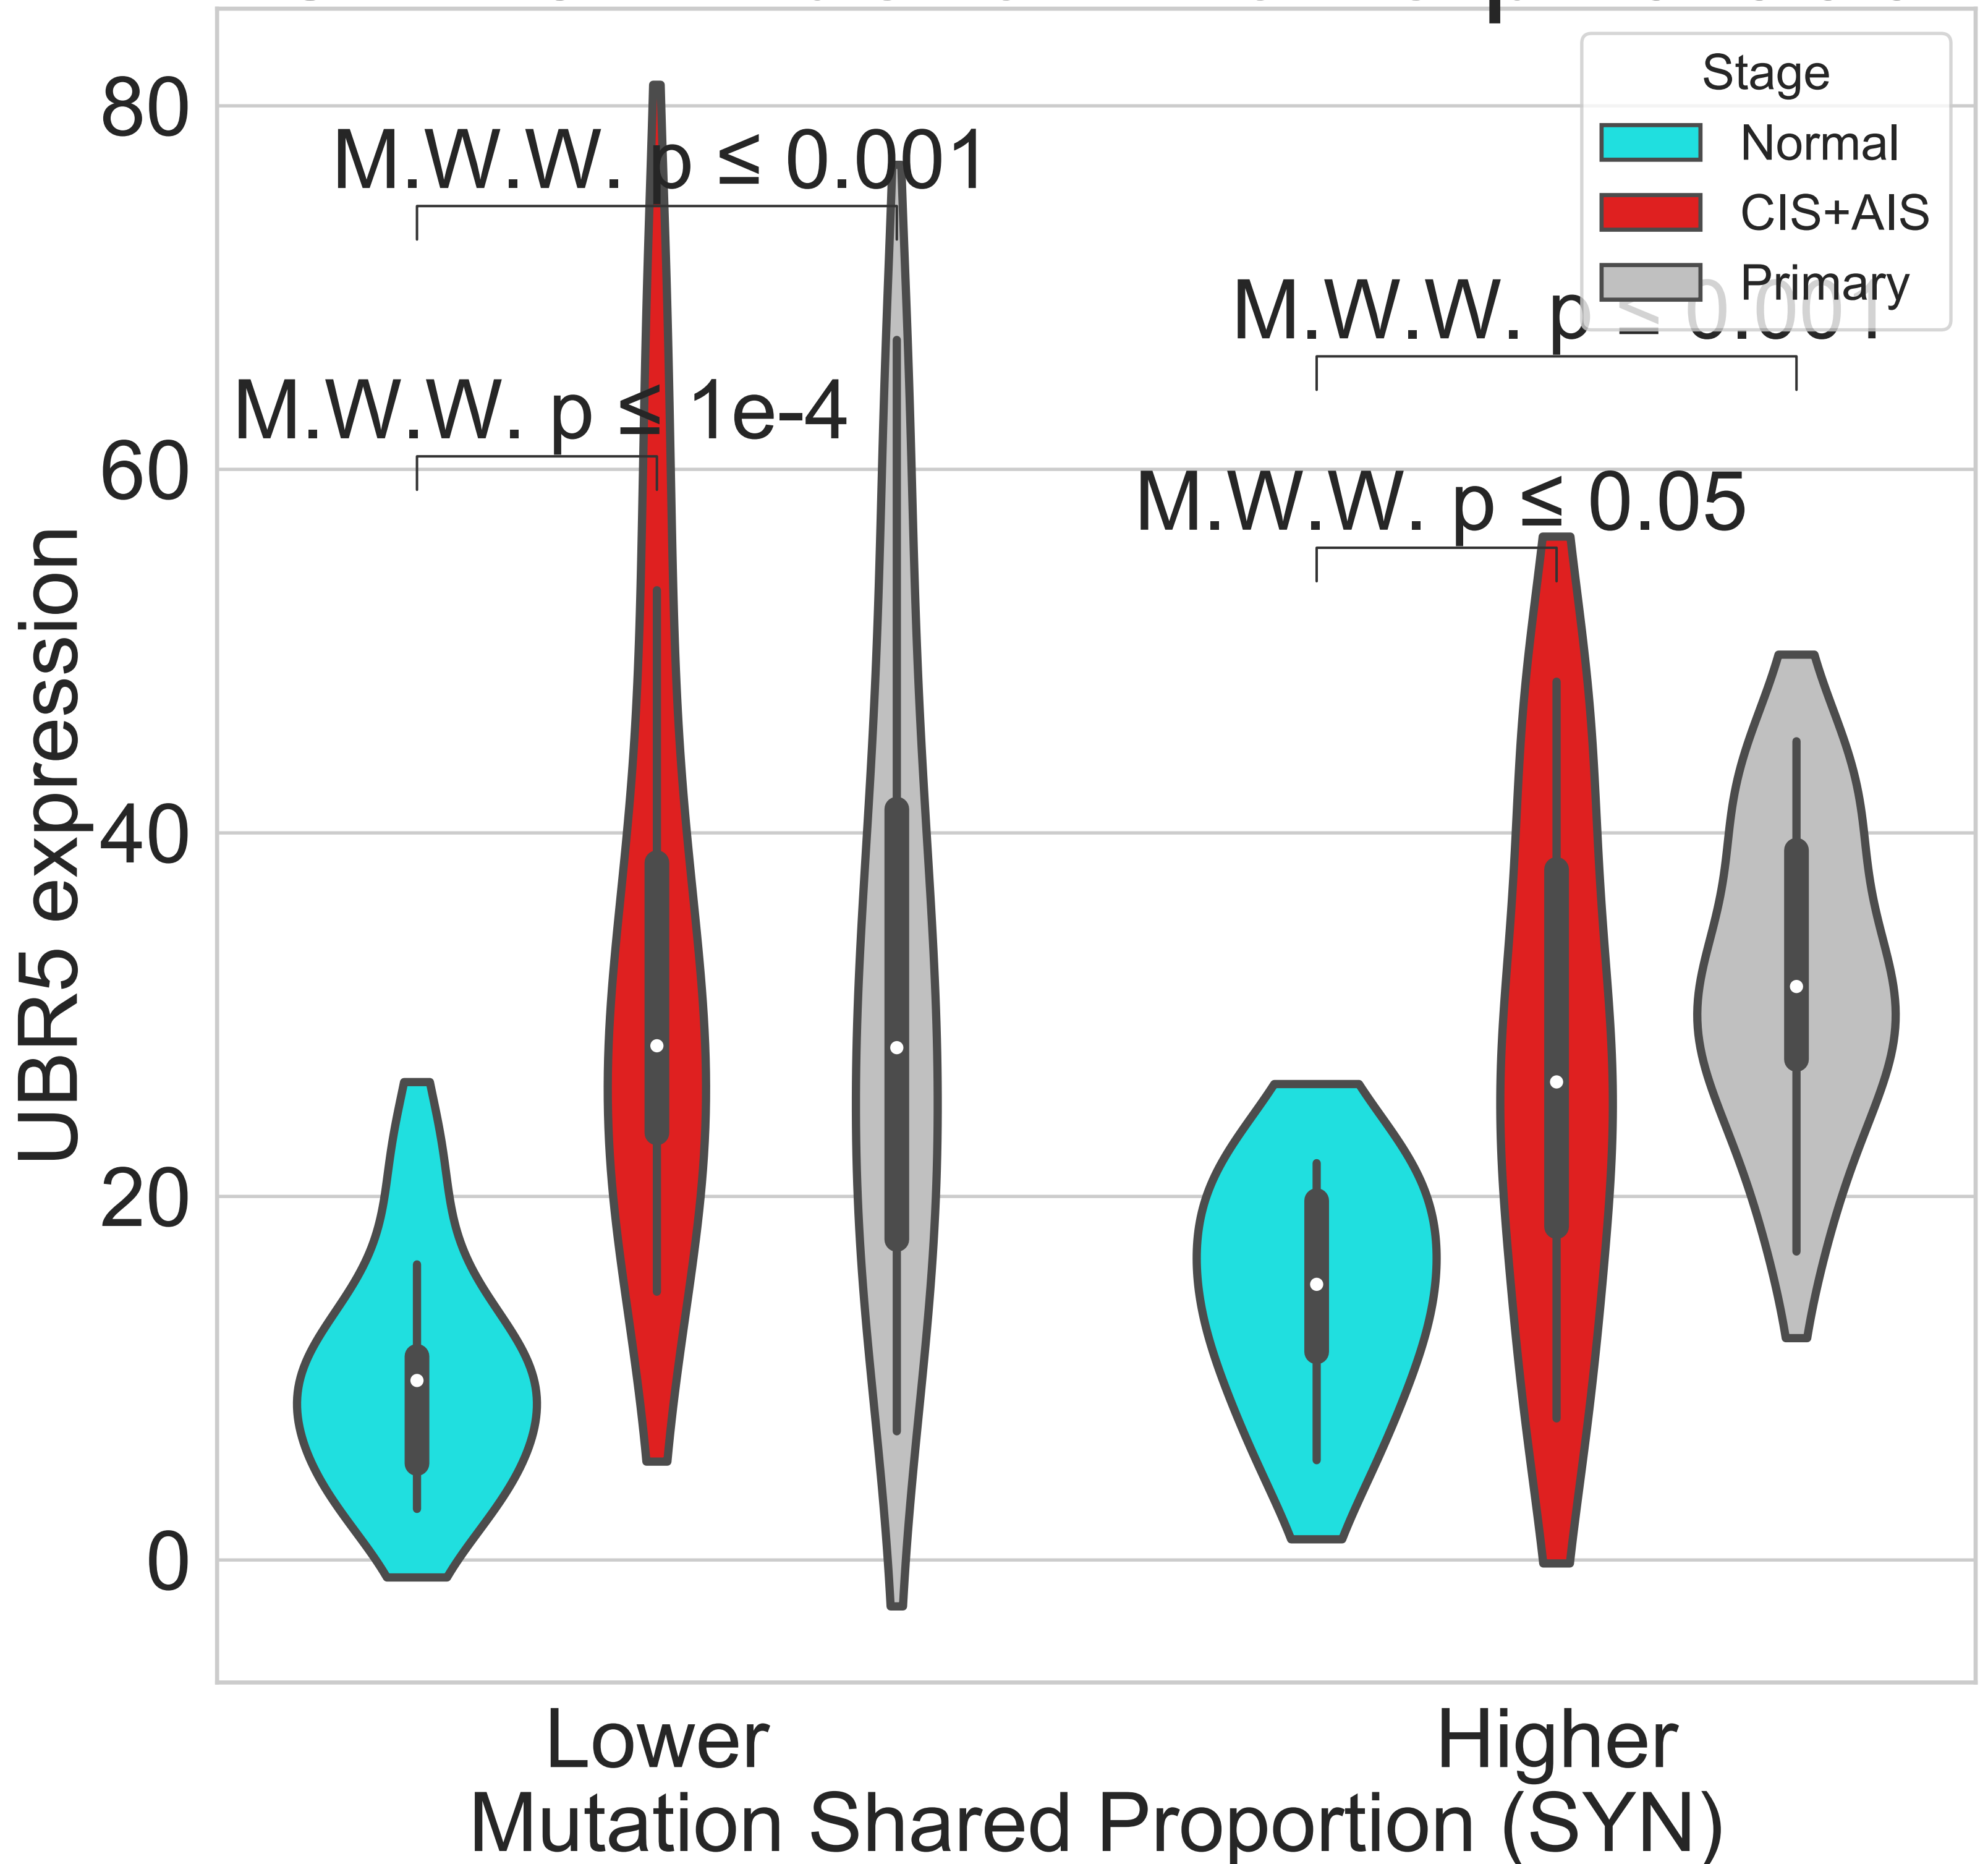 Stage
Normal
CIS+AIS
Primary
M.W.W. p ≤ 0.001
M.W.W. p ≤ 0.001
M.W.W. p ≤ 1e-4
M.W.W. p ≤ 0.05
80
60
40
20
0
UBR5 expression
Lower
Higher
Mutation Shared Proportion (SYN)